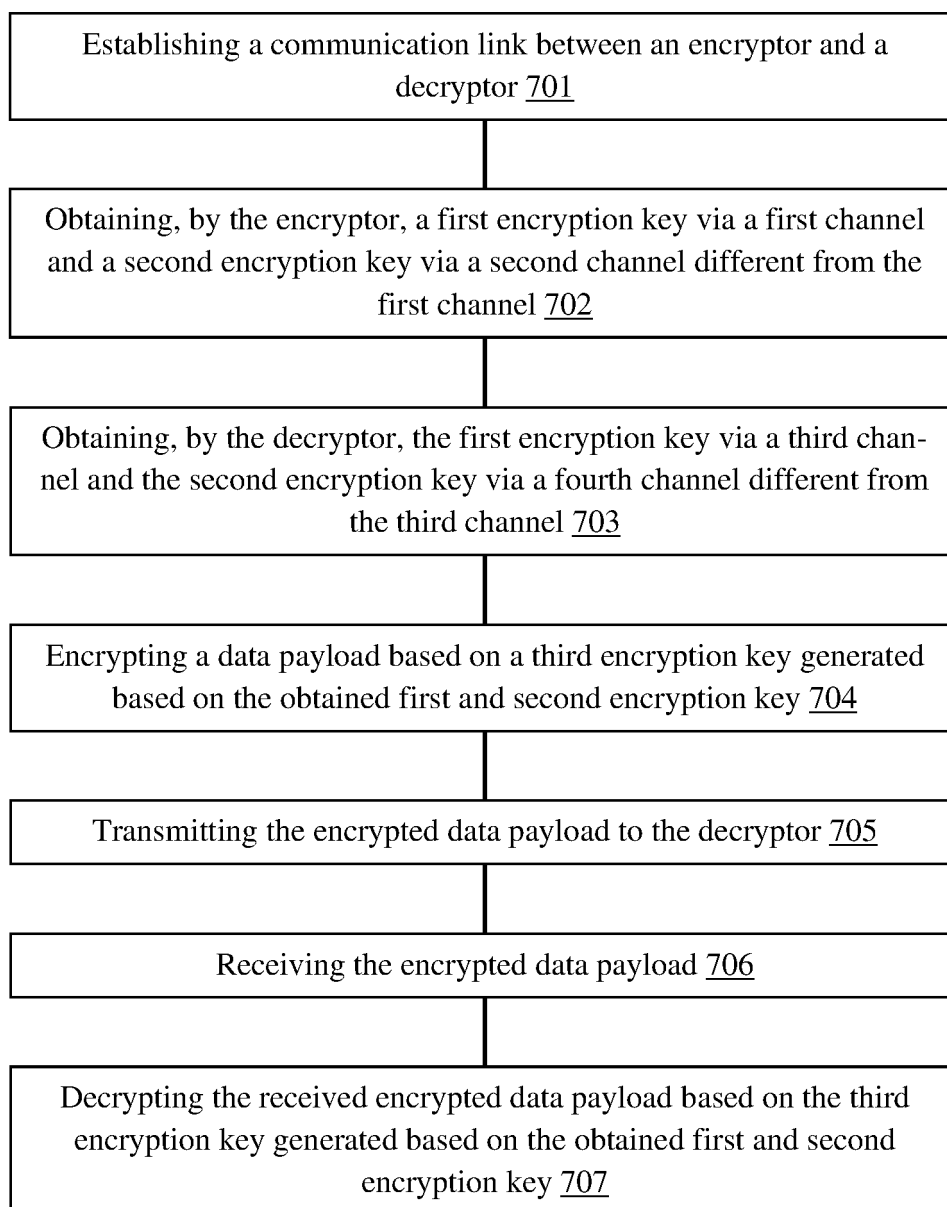 Establishing a communication link between an encryptor and a
decryptor 701
Obtaining, by the encryptor, a first encryption key via a first channel
and a second encryption key via a second channel different from the
first channel 702
Obtaining, by the decryptor, the first encryption key via a third chan-
nel and the second encryption key via a fourth channel different from
the third channel 703
Encrypting a data payload based on a third encryption key generated
based on the obtained first and second encryption key 704
Transmitting the encrypted data payload to the decryptor 705
Receiving the encrypted data payload 706
Decrypting the received encrypted data payload based on the third
encryption key generated based on the obtained first and second
encryption key 707